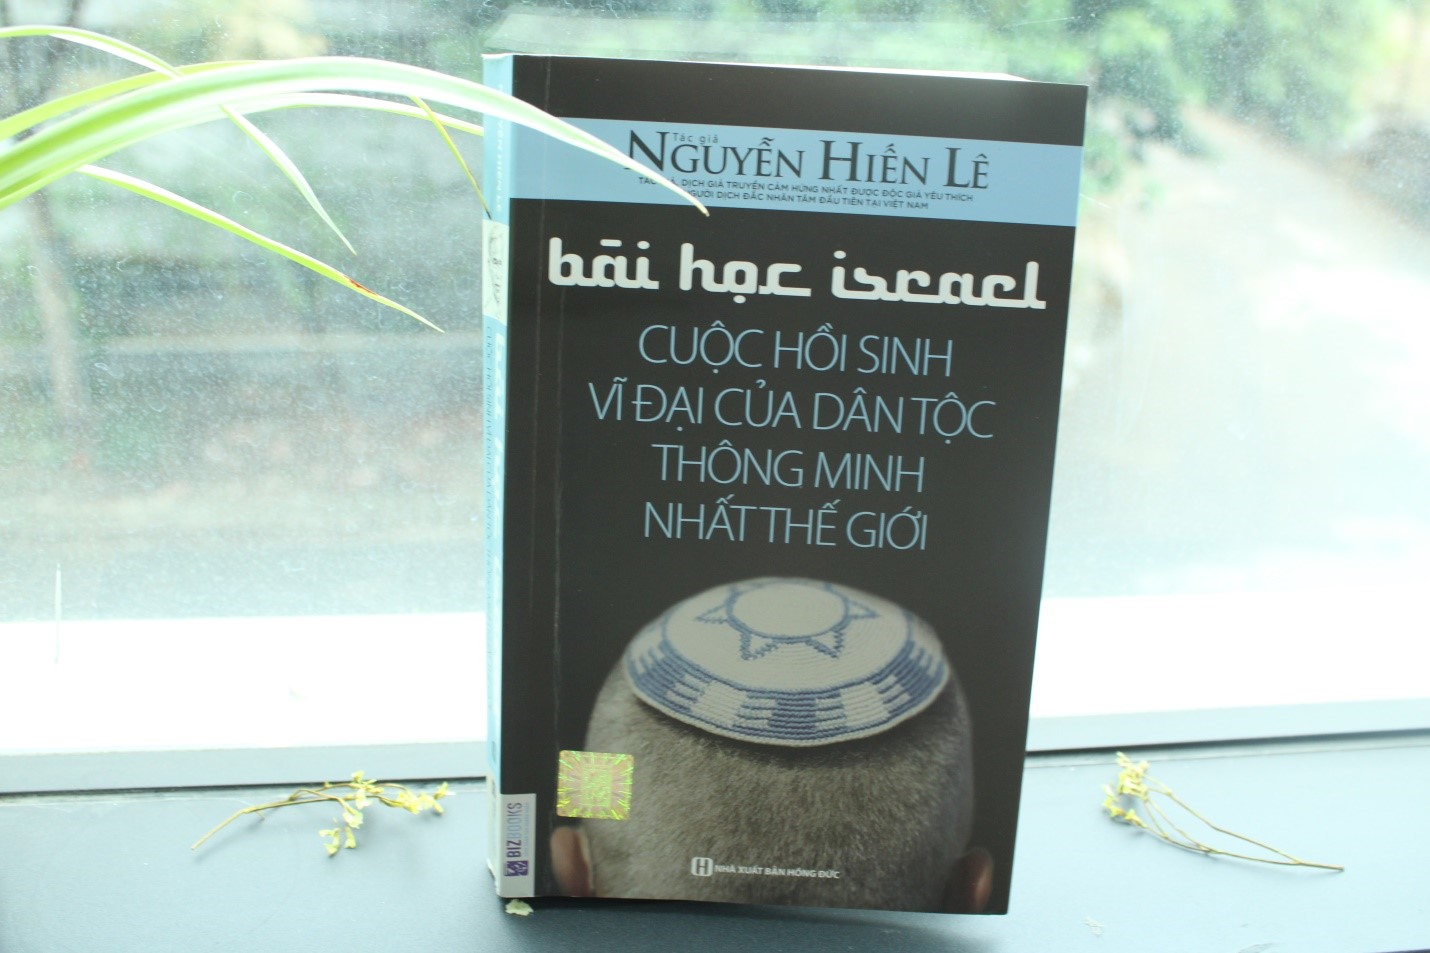 Tác giả
NGUYỄN HIẾN LÊ
DỊCH GIẢ TRUYỀN CẢM HỨNG NHẤT ĐƯỢC ĐỘC GIẢ YÊU THÍCH
NGƯỜI DỊCH ĐẮC NHÂN TÂM ĐẦU TIÊN TẠI VIỆT NAM
bài học israel
CUỘC HỒI SINH
VĨ ĐẠI CỦA DÂN TỘC
THÔNG MINH
NHẤT THẾ GIỚI
NHÀ XUẤT BẢN HỒNG ĐỨC
BIZBOOKS